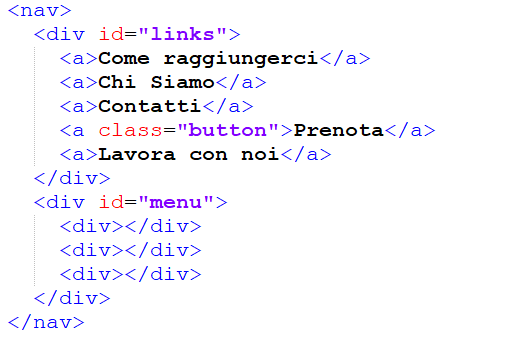 <nav>
<div id="links">
<a>Come raggiungerci</a>
<a>Chi Siamo</a>
<a>Contatti</a>
<a class="button">Prenota</a>
<a>Lavora con noi</a>
</div>
<div id="menu">
<div></div>
<div></div>
<div></div>
</div>
</nav>